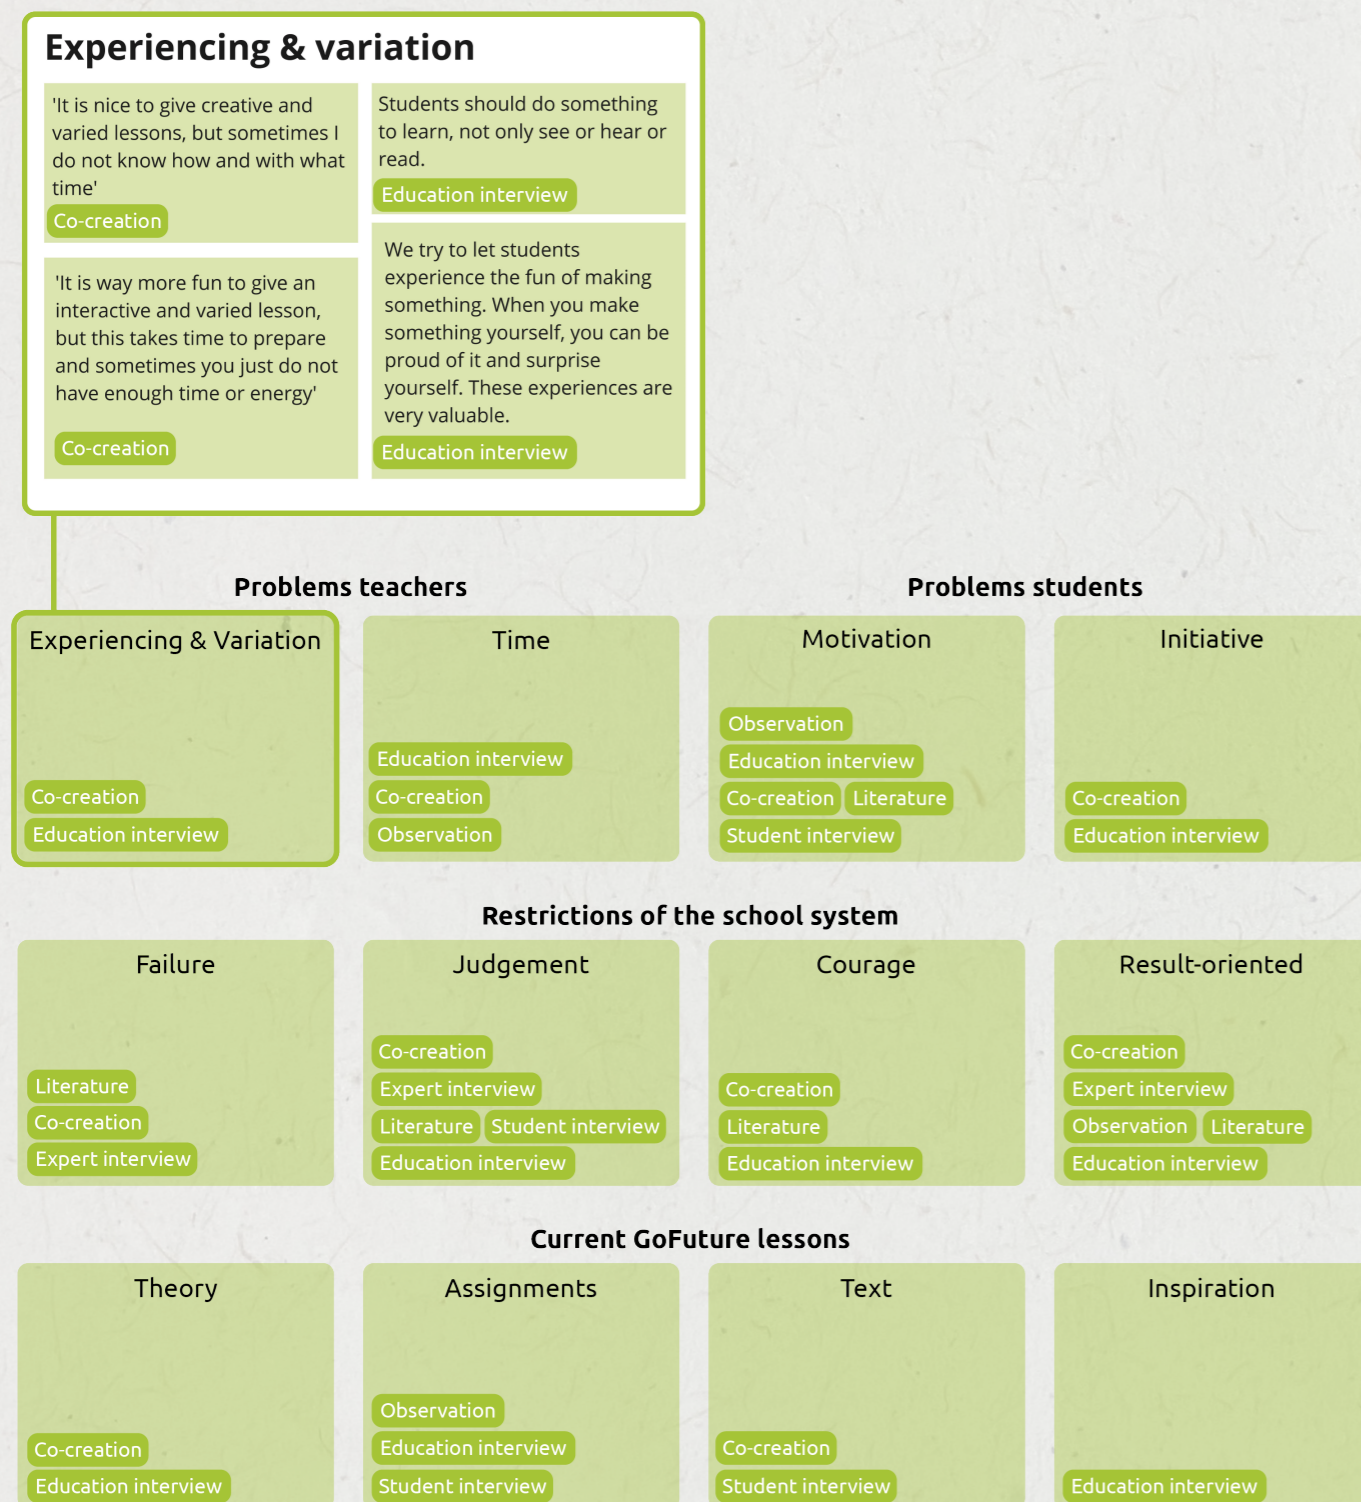 Experiencing & variation
'It is nice to give creative and
varied lessons, but sometimes I
do not know how and with what
time'
Co-creation
'It is way more fun to give an
interactive and varied lesson,
but this takes time to prepare
and sometimes you just do not
have enough time or energy'
Co-creation
Students should do something
to learn, not only see or hear or
read.
Education interview
We try to let students
experience the fun of making
something. When you make
something yourself, you can be
proud of it and surprise
yourself. These experiences are
very valuable.
Education interview
Problems teachers
Experiencing & Variation
Co-creation
Education interview
Time
Education interview
Co-creation
Observation
Problems students
Motivation
Observation
Education interview
Co-creation Literature
Student interview
Initiative
Co-creation
Education interview
Restrictions of the school system
Failure
Literature
Co-creation
Expert interview
Judgement
Co-creation
Expert interview
Literature Student interview
Education interview
Courage
Co-creation
Literature
Education interview
Result-oriented
Co-creation
Expert interview
Observation Literature
Education interview
Current GoFuture lessons
Theory
Co-creation
Education interview
Assignments
Observation
Education interview
Student interview
Text
Co-creation
Student interview
Inspiration
Education interview